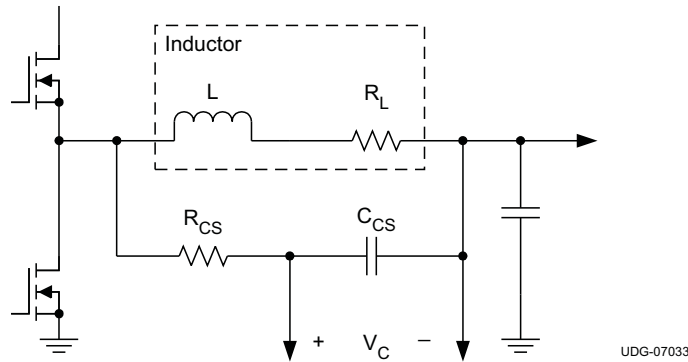 Inductor
L
R_L
R_CS
C_CS
+ V_C −
UDG-07033